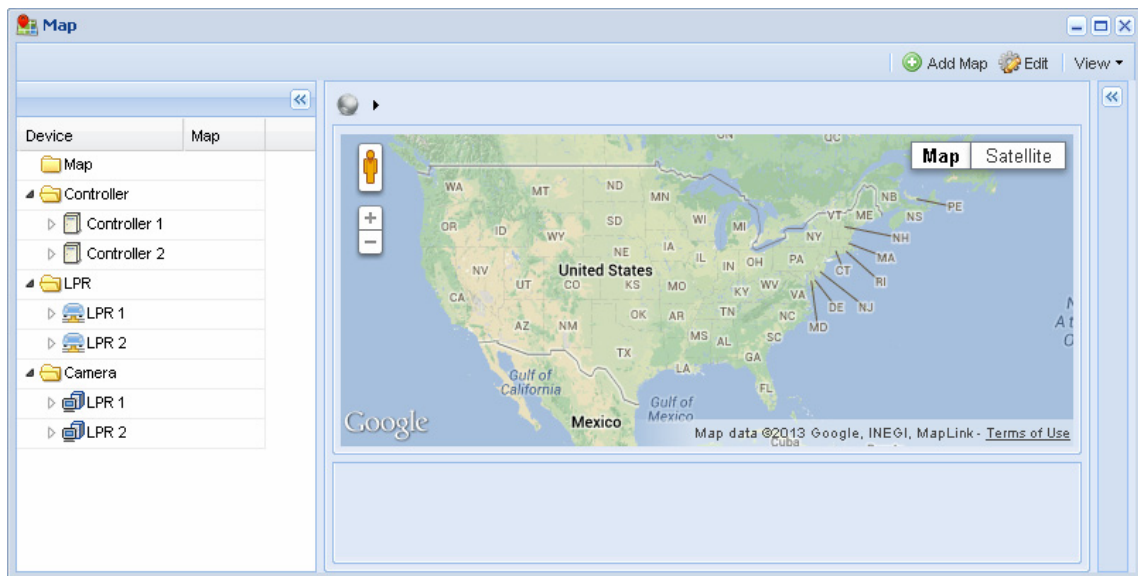 Map
Add Map Edit View
Device Map
Map
Controller
Controller 1
Controller 2
LPR
LPR 1
LPR 2
Camera
LPR 1
LPR 2
Map Satellite
ON QC
WA MT ND MN NB PE
OR ID WY SD WI MI VT ME NS
NY NH
NV UT NE IA IL IN OH PA MA
United States
CO KS MO KY WV VA CT RI
CA DE NJ
AZ NM OK AR TN NC MD
MS AL SC
TX GA
LA
Gulf of
California
FL
Gulf of
Mexico
Mexico
Cuba
Google
Map data ©2013 Google, INEGI, MapLink - Terms of Use